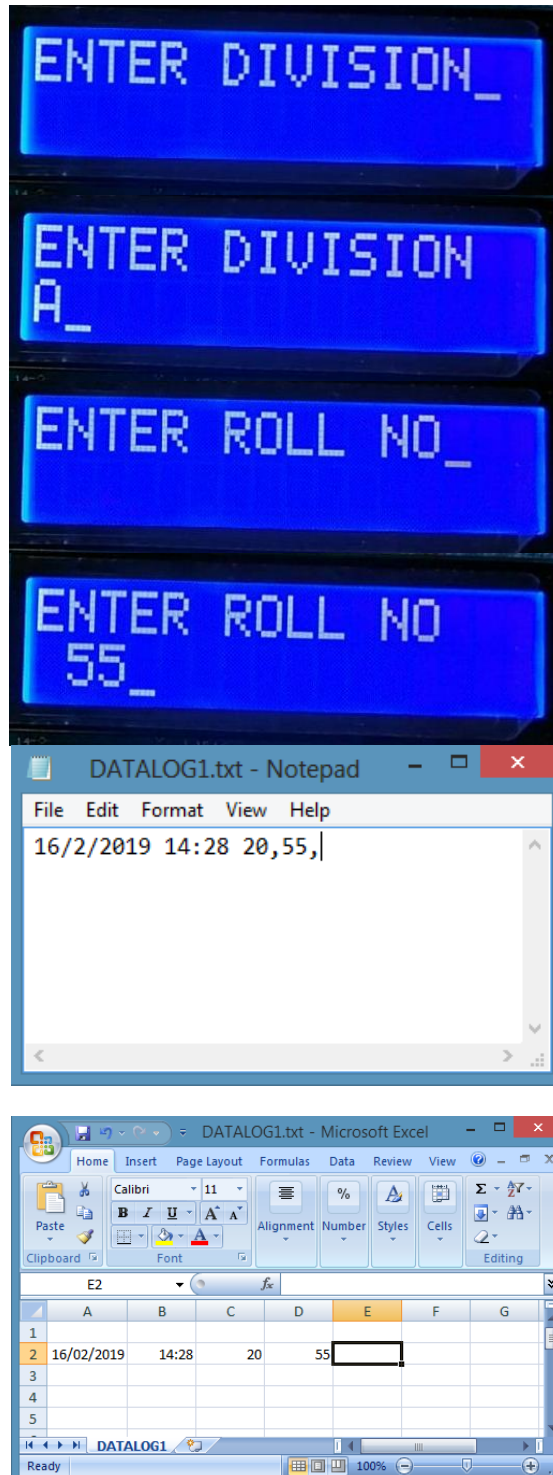 ENTER DIVISION_
ENTER DIVISION
A_
ENTER ROLL NO_
ENTER ROLL NO
55_
DATALOG1.txt - Notepad
File Edit Format View Help
16/2/2019 14:28 20,55,
DATALOG1.txt - Microsoft Excel
Home Insert Page Layout Formulas Data Review View
Calibri 11
Paste B I U A A Alignment Number Styles Cells
Clipboard Font Editing
E2 fx
A B C D E F G
1
2 16/02/2019 14:28 20 55
3
4
5
DATALOG1
Ready 100%